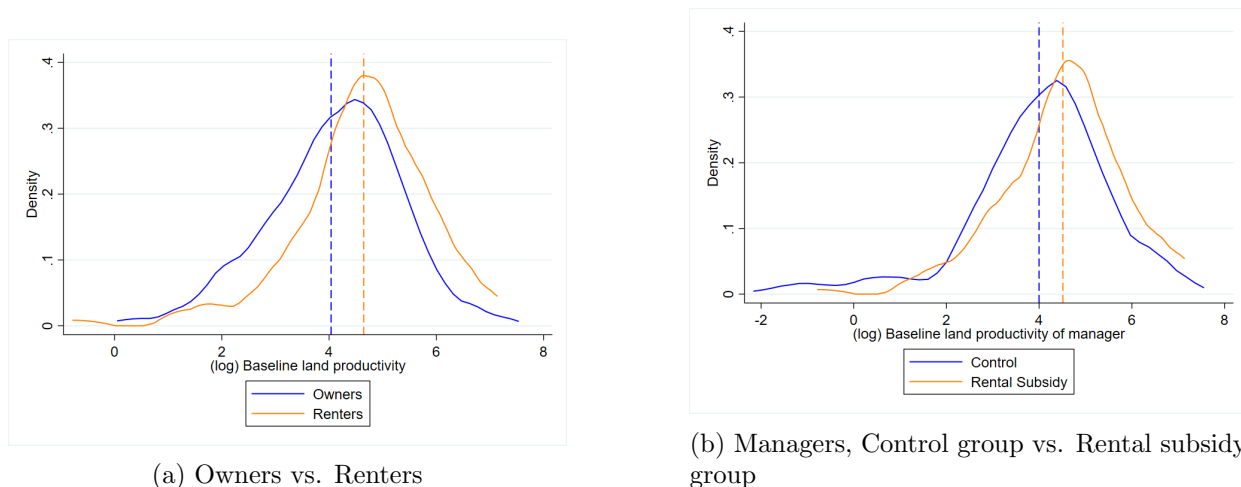 .4
.3
.2
.1
0
Density
0 2 4 6 8
(log) Baseline land productivity
Owners
Renters
(a) Owners vs. Renters
.4
.3
.2
.1
0
Density
-2 0 2 4 6 8
(log) Baseline land productivity of manager
Control
Rental Subsidy
(b) Managers, Control group vs. Rental subsidy
group